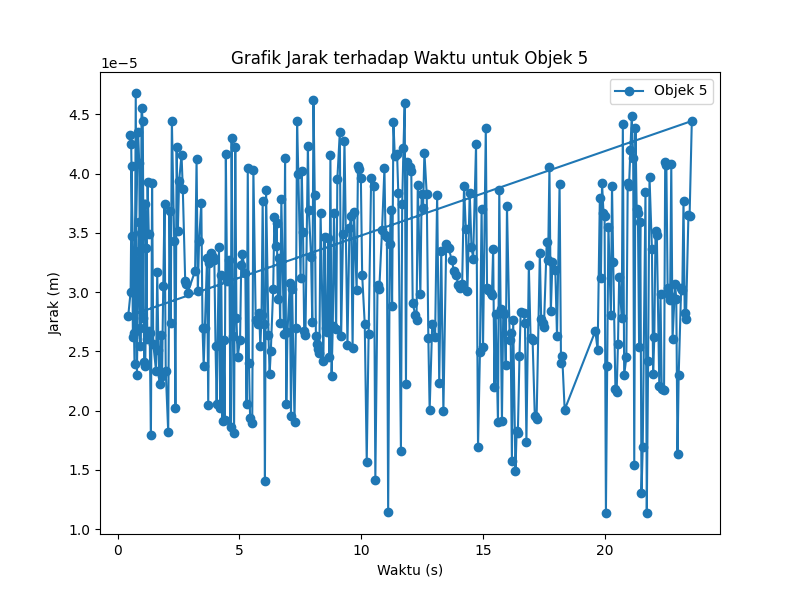 Grafik Jarak terhadap Waktu untuk Objek 5
1e−5
Objek 5
4.5
4.0
3.5
3.0
2.5
2.0
1.5
1.0
Jarak (m)
0 5 10 15 20
Waktu (s)